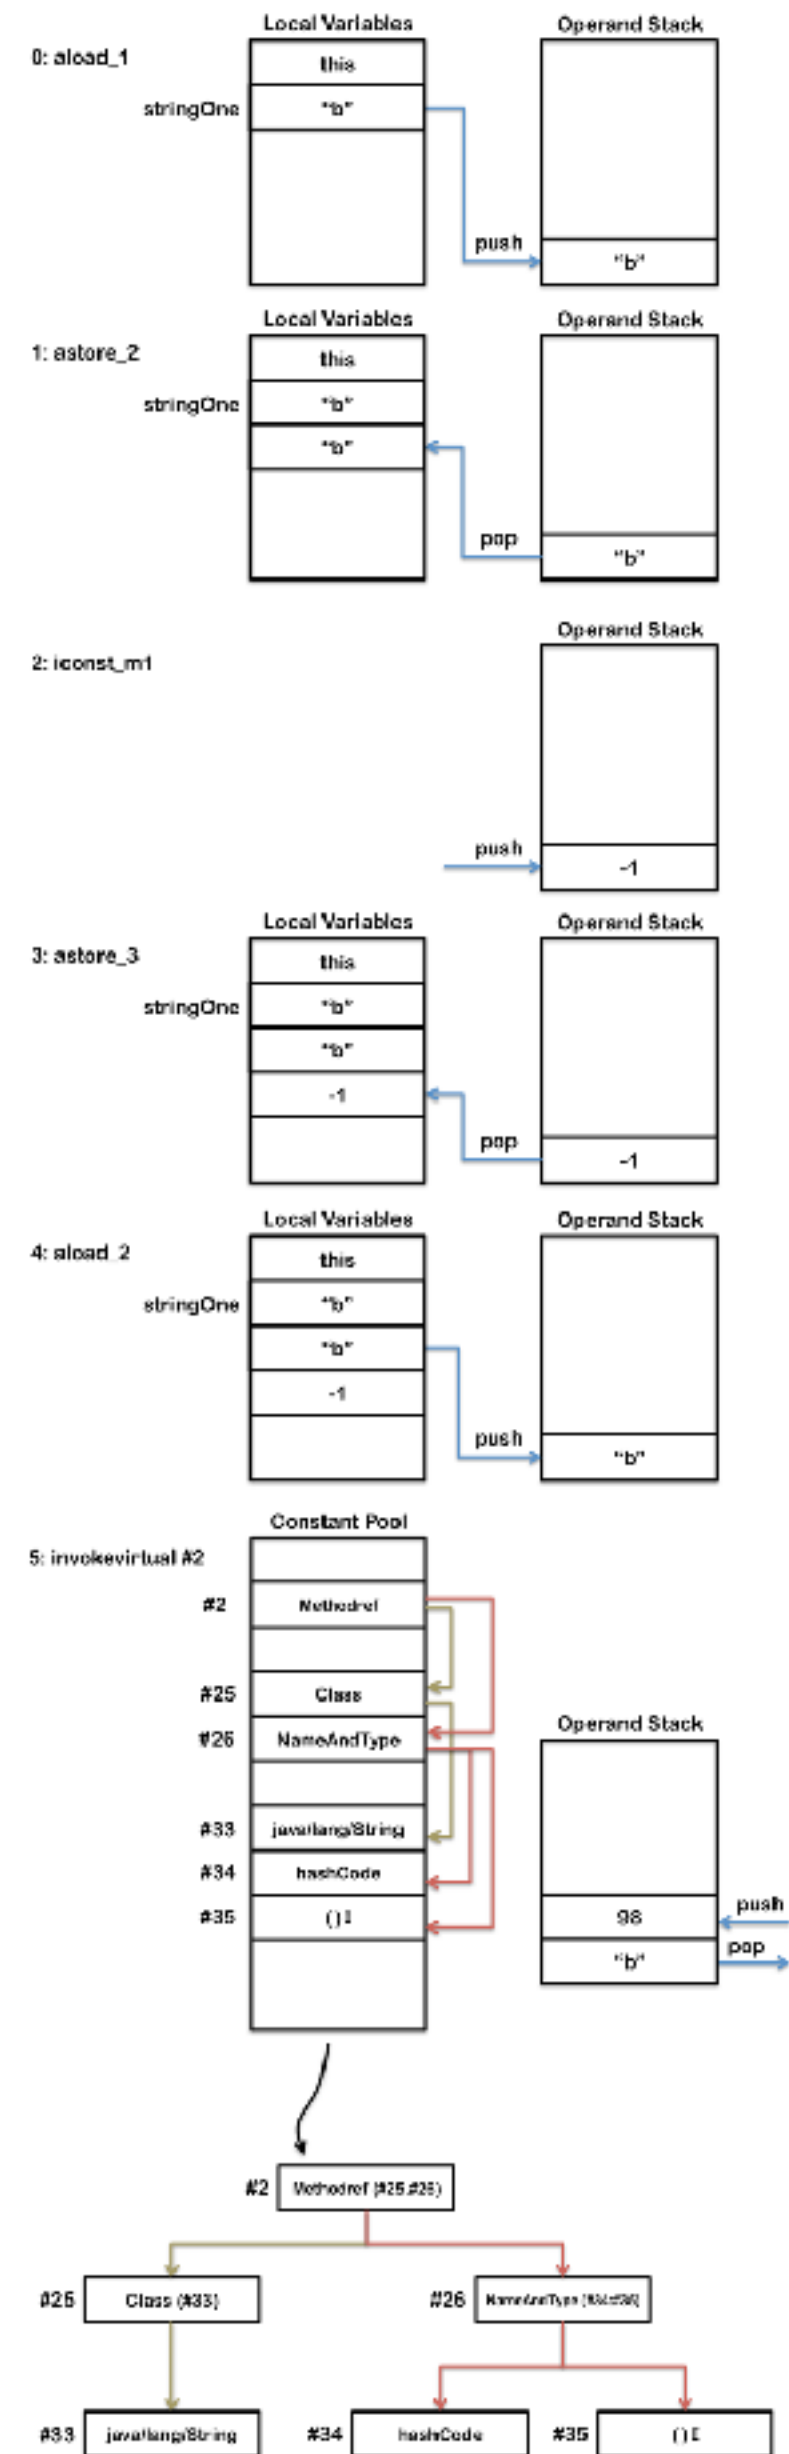 Local Variables Operand Stack
0: aload_1
this
stringOne "b"
push
"b"
Local Variables Operand Stack
1: astore_2
this
stringOne "b"
"b"
pop
"b"
Operand Stack
2: iconst_m1
push
-1
Local Variables Operand Stack
3: astore_3
this
stringOne "b"
"b"
-1
pop
-1
Local Variables Operand Stack
4: aload_2
this
stringOne "b"
"b"
-1
push
"b"
Constant Pool
5: invokevirtual #2
#2 Methodref
#25 Class
#26 NameAndType
Operand Stack
#33 java/lang/String
#34 hashCode
#35 ()I
98 push
"b" pop
#2 Methodref (#25,#26)
#25 Class (#33)
#26 NameAndType
#33 java/lang/String
#34 hashCode
#35 ()I